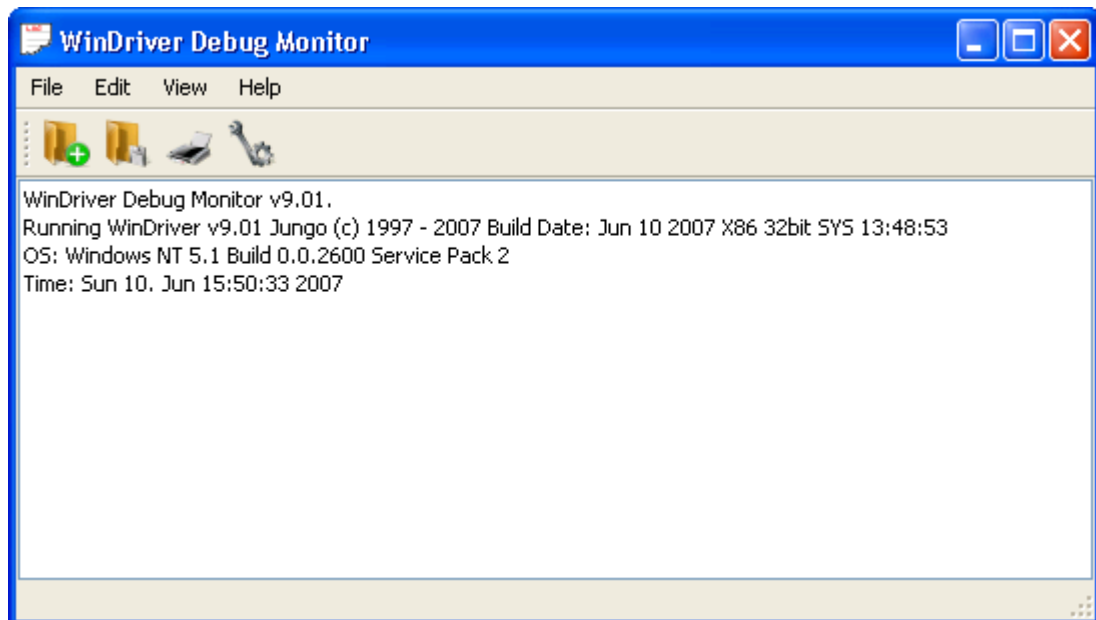 WinDriver Debug Monitor
File Edit View Help
WinDriver Debug Monitor v9.01.
Running WinDriver v9.01 Jungo (c) 1997 - 2007 Build Date: Jun 10 2007 X86 32bit SYS 13:48:53
OS: Windows NT 5.1 Build 0.0.2600 Service Pack 2
Time: Sun 10. Jun 15:50:33 2007